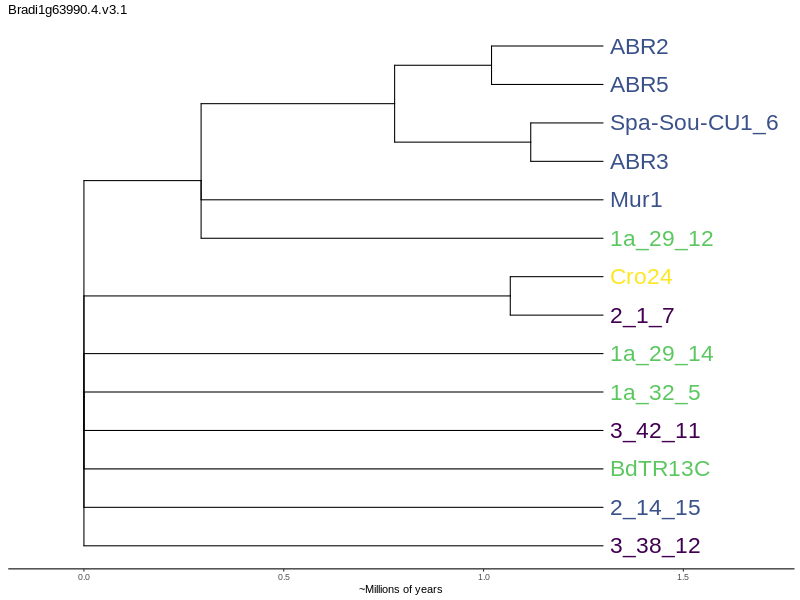 Bradi1g63990.4.v3.1
ABR2
ABR5
Spa-Sou-CU1_6
ABR3
Mur1
1a_29_12
Cro24
2_1_7
1a_29_14
1a_32_5
3_42_11
BdTR13C
2_14_15
3_38_12
0.0 0.5 1.0 1.5
~Millions of years